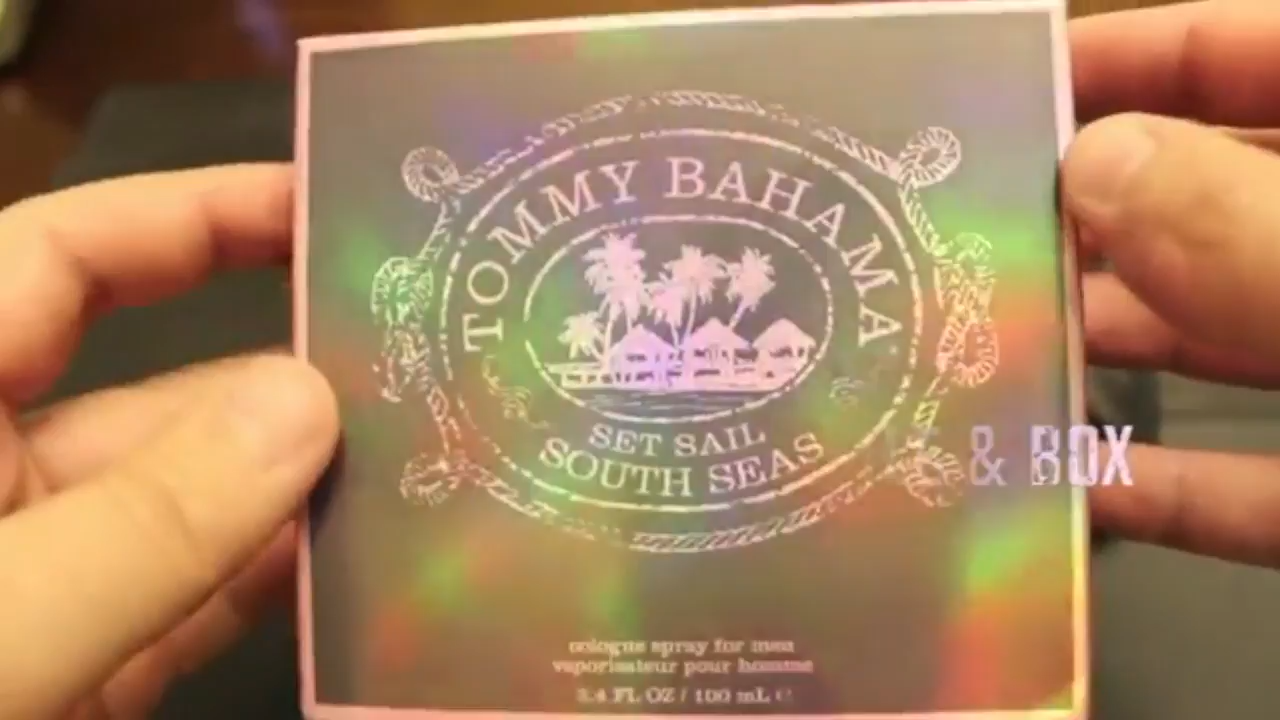 TOMMY BAHAMA
SET SAIL
SOUTH SEAS
& BOX
cologne spray for men
vaporisateur pour homme
3.4 FL OZ / 100 mL e